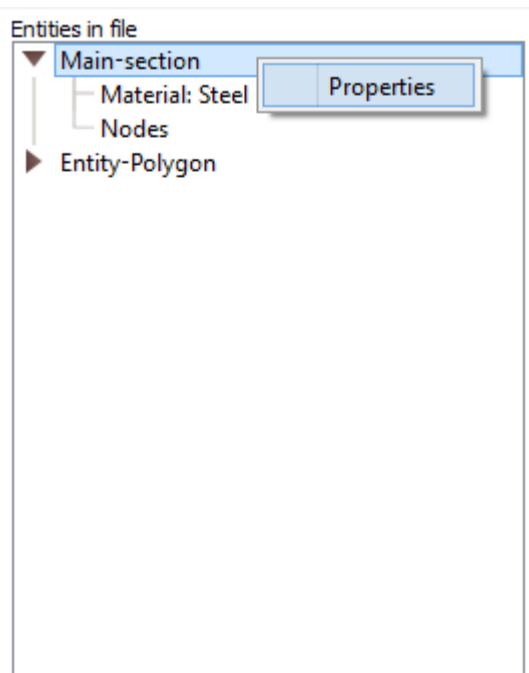 Entities in file
Main-section
Properties
Material: Steel
Nodes
Entity-Polygon